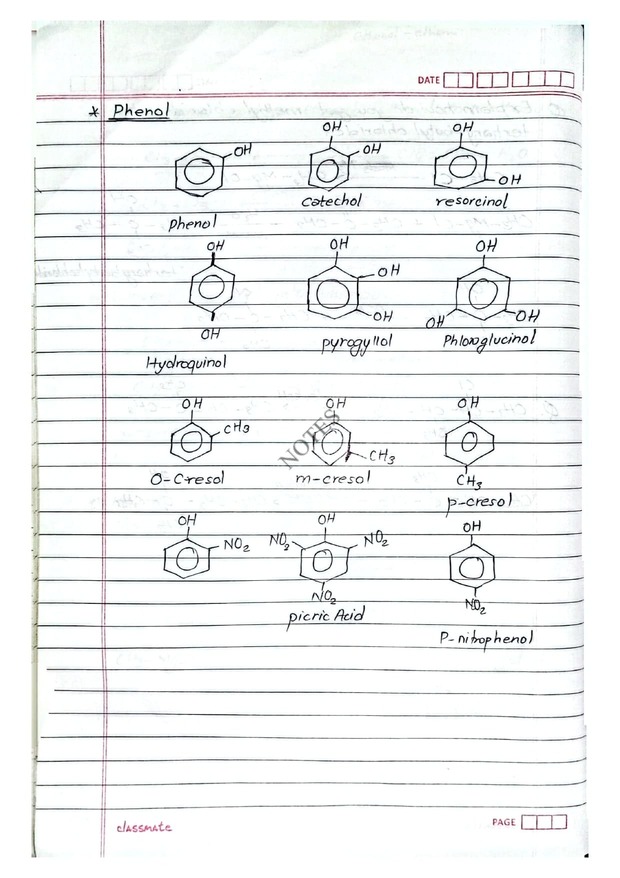 DATE
* Phenol
OH
OH
OH
OH
OH
OH
Phenol
Catechol
resorcinol
OH
OH
OH
OH
OH
OH
OH
OH
Hydroquinol
pyrogyllol
Phloroglucinol
OH
CH3
OH
CH3
OH
CH3
O-Cresol
m-cresol
p-cresol
NOTES
OH
NO2
OH
NO2
NO2
NO2
OH
NO2
picric Acid
P-nitrophenol
classmate
PAGE